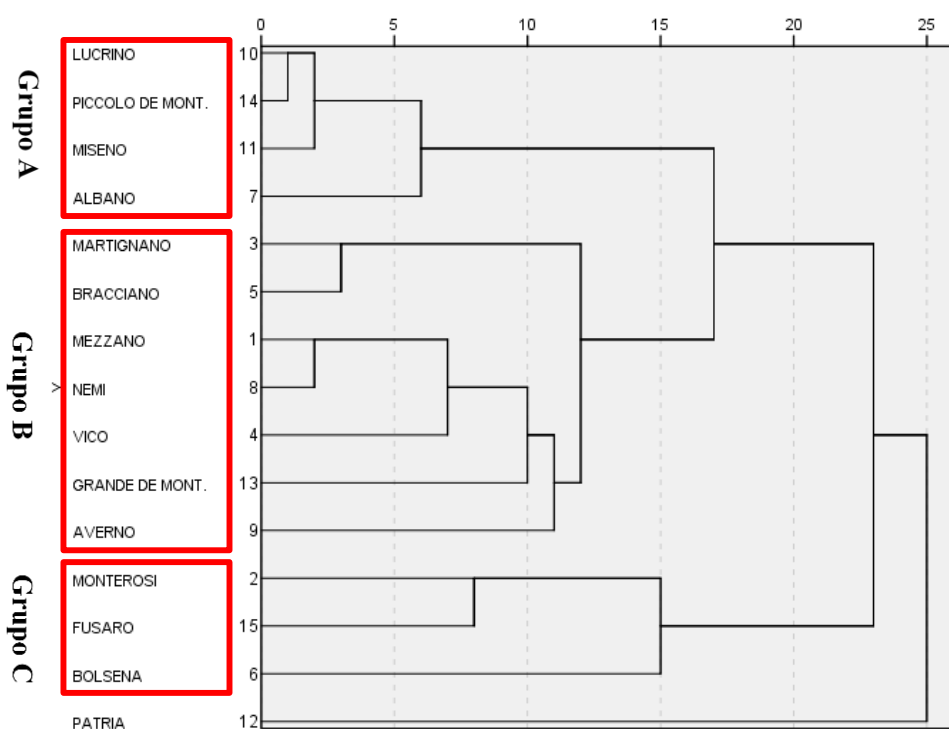 0 5 10 15 20 25
Grupo A
LUCRINO 10
PICCOLO DE MONT. 14
MISENO 11
ALBANO 7
Grupo B
MARTIGNANO 3
BRACCIANO 5
MEZZANO 1
> NEMI 8
VICO 4
GRANDE DE MONT. 13
AVERNO 9
Grupo C
MONTEROSI 2
FUSARO 15
BOLSENA 6
PATRIA 12